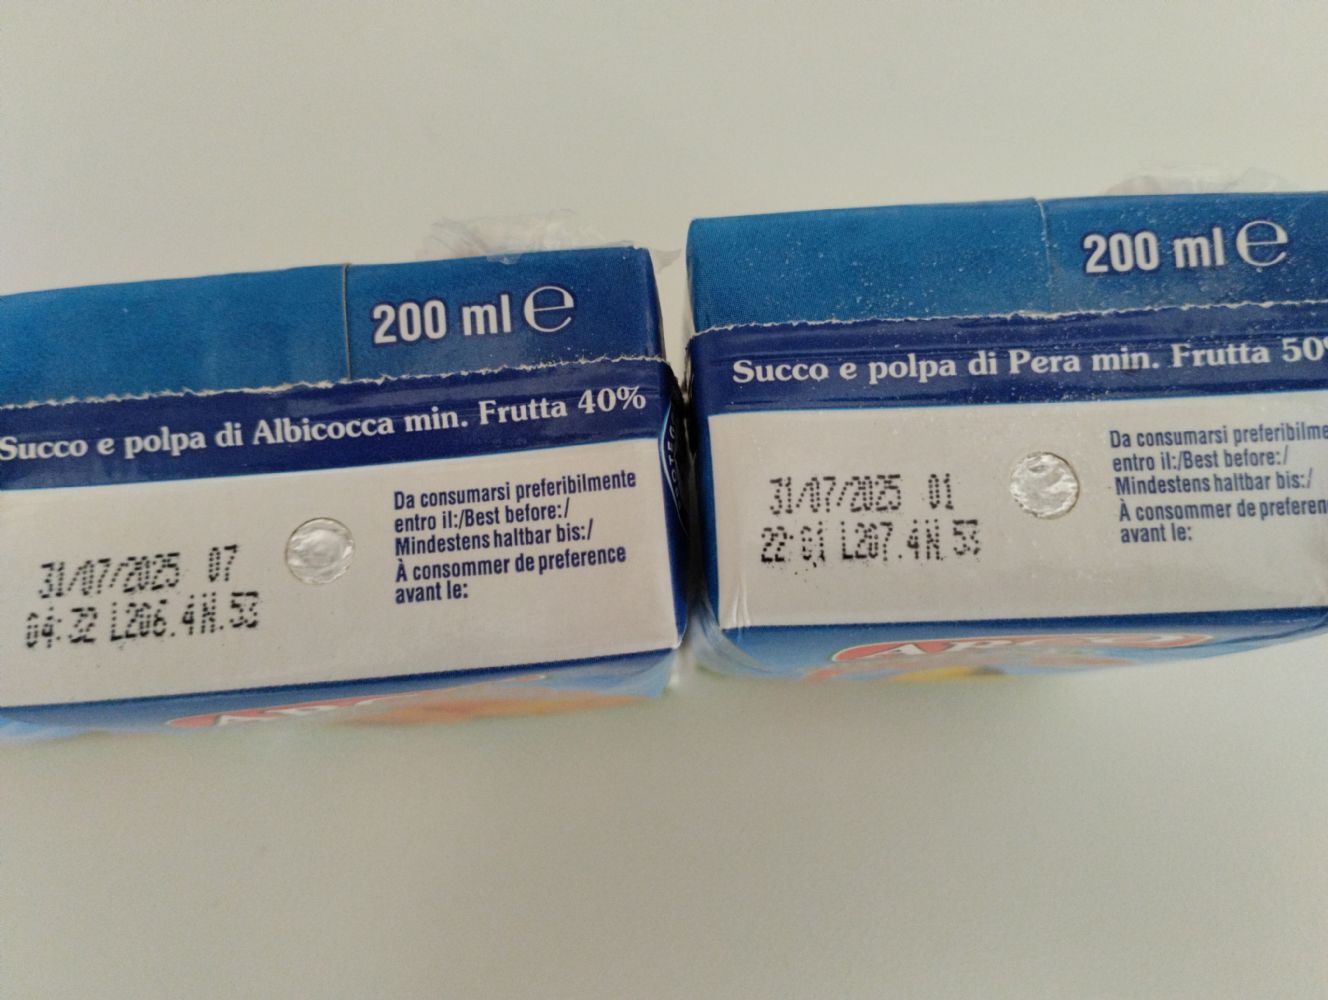 200 ml e
Succo e polpa di Albicocca min. Frutta 40%
Da consumarsi preferibilmente
entro il:/Best before:/
Mindestens haltbar bis:/
À consommer de preference
avant le:
31/07/2025 07
04:32 L206.4N.53
200 ml e
Succo e polpa di Pera min. Frutta 50%
Da consumarsi preferibilme
entro il:/Best before:/
Mindestens haltbar bis:/
À consommer de preferen
avant le:
31/07/2025 01
22:01 L207.4N.53